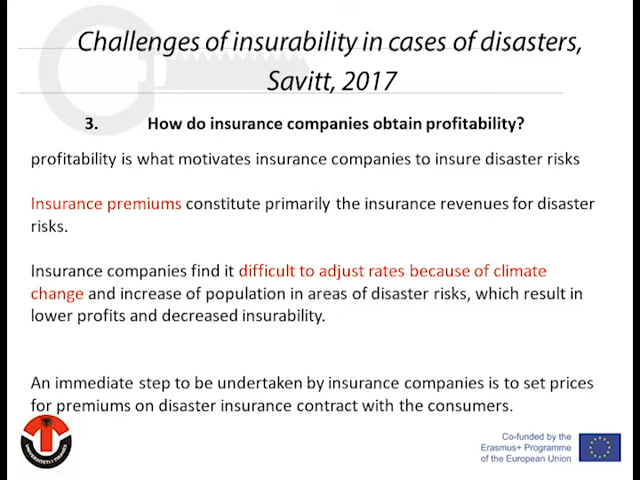 Challenges of insurability in cases of disasters,
Savitt, 2017
3. How do insurance companies obtain profitability?
profitability is what motivates insurance companies to insure disaster risks
Insurance premiums constitute primarily the insurance revenues for disaster
risks.
Insurance companies find it difficult to adjust rates because of climate
change and increase of population in areas of disaster risks, which result in
lower profits and decreased insurability.
An immediate step to be undertaken by insurance companies is to set prices
for premiums on disaster insurance contract with the consumers.
Co-funded by the
Erasmus+ Programme
of the European Union